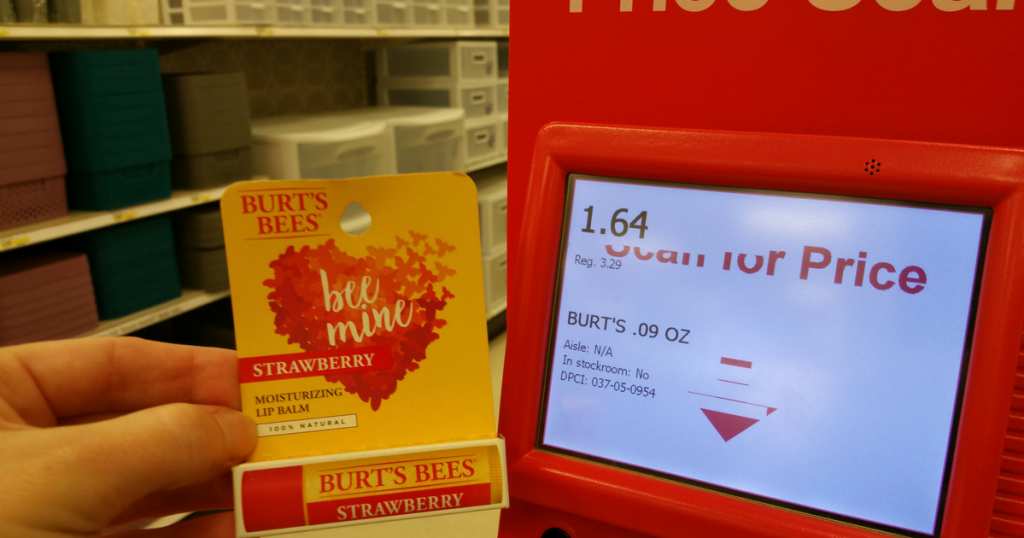 BURT'S
BEES
bee
mine
STRAWBERRY
MOISTURIZING
LIP BALM
100% NATURAL
BURT'S BEES
STRAWBERRY
Price
1.64
Scan for Price
Reg. 3.29
BURT'S .09 OZ
Aisle: N/A
In stockroom: No
DPCI: 037-05-0954